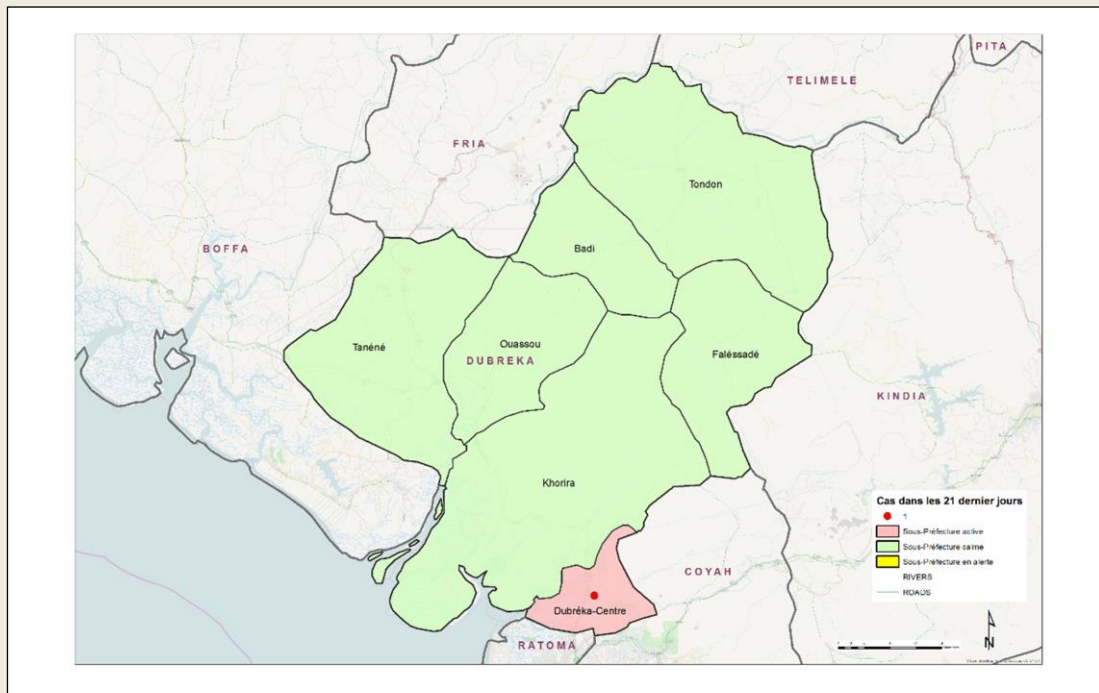 PITA
TELIMELE
FRIA
Tondon
BOFFA
Badi
Tanéné
Ouassou
DUBREKA
Faléssadé
KINDIA
Khorira
Cas dans les 21 dernier jours
1
Sous-Préfecture active
Sous-Préfecture calme
Sous-Préfecture en alerte
RIVERS
ROADS
COYAH
Dubréka-Centre
RATOMA
N